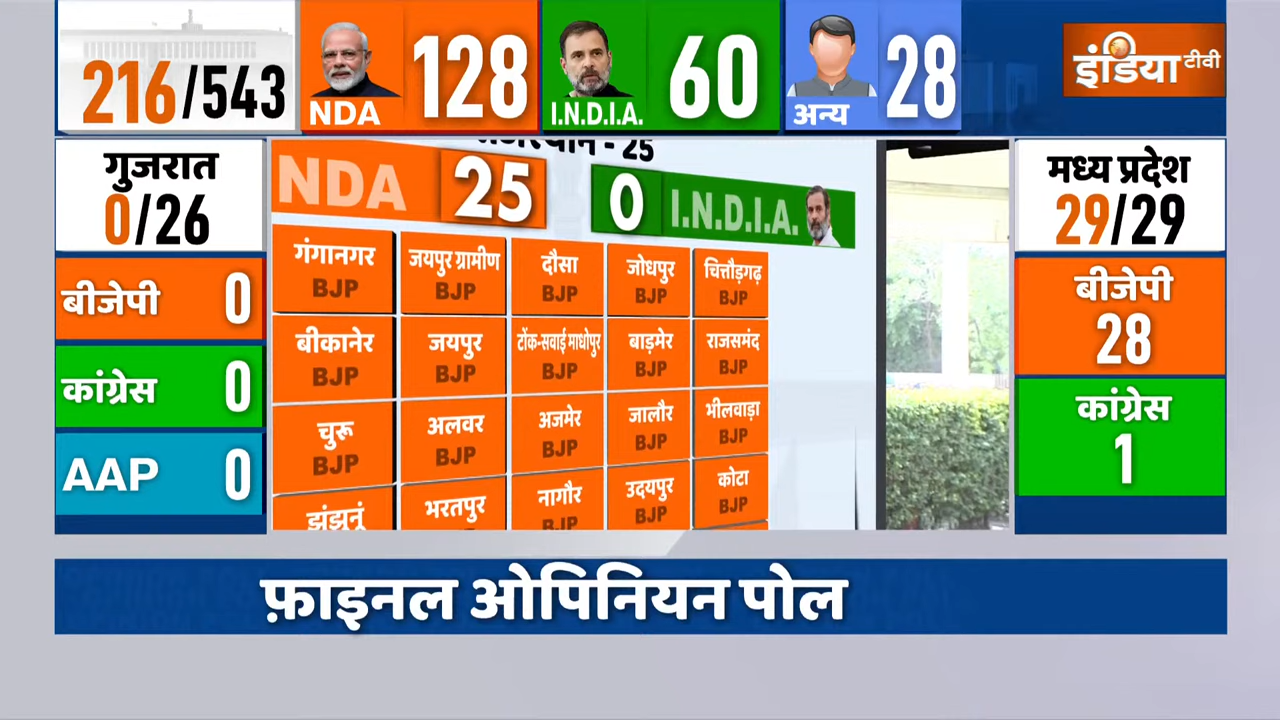 216/543
NDA 128
I.N.D.I.A. 60
अन्य 28
इंडिया टीवी
गुजरात
0/26
बीजेपी 0
कांग्रेस 0
AAP 0
राजस्थान - 25
NDA 25
0 I.N.D.I.A.
गंगानगर BJP
जयपुर ग्रामीण BJP
दौसा BJP
जोधपुर BJP
चित्तौड़गढ़ BJP
बीकानेर BJP
जयपुर BJP
टोंक-सवाई माधोपुर BJP
बाड़मेर BJP
राजसमंद BJP
चुरू BJP
अलवर BJP
अजमेर BJP
जालौर BJP
भीलवाड़ा BJP
झुंझुनूं
भरतपुर
नागौर BJP
उदयपुर BJP
कोटा BJP
मध्य प्रदेश
29/29
बीजेपी
28
कांग्रेस
1
फ़ाइनल ओपिनियन पोल